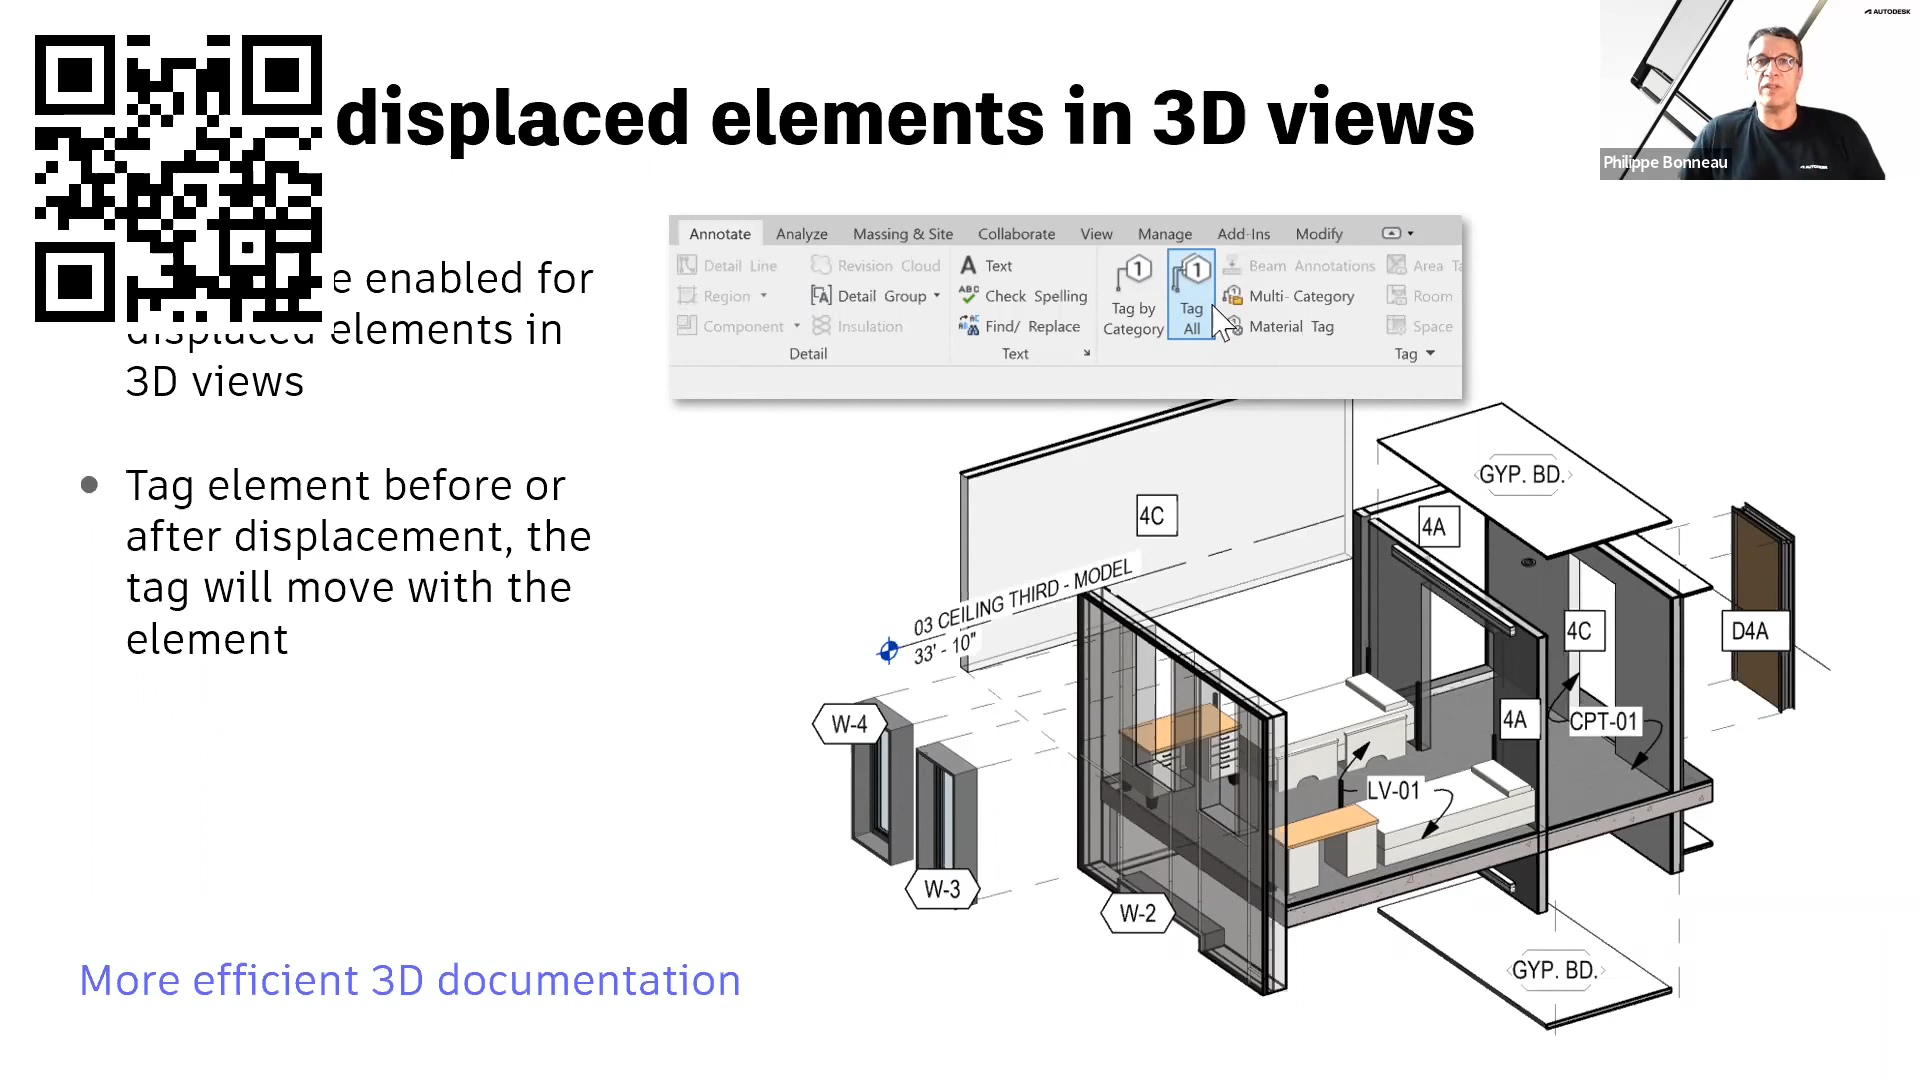 displaced elements in 3D views
AUTODESK
Philippe Bonneau
AUTODESK
e enabled for
displaced elements in
3D views
Tag element before or
after displacement, the
tag will move with the
element
More efficient 3D documentation
Annotate Analyze Massing & Site Collaborate View Manage Add-Ins Modify
Detail Line Revision Cloud A Text Beam Annotations Area
Region Detail Group ABC Check Spelling Tag by Tag Multi-Category Room
Component Insulation Find/ Replace Category All Material Tag Space
Detail Text Tag
GYP. BD.
4C
4A
03 CEILING THIRD - MODEL
33' - 10"
4C
D4A
W-4
4A
CPT-01
LV-01
W-3
W-2
GYP. BD.